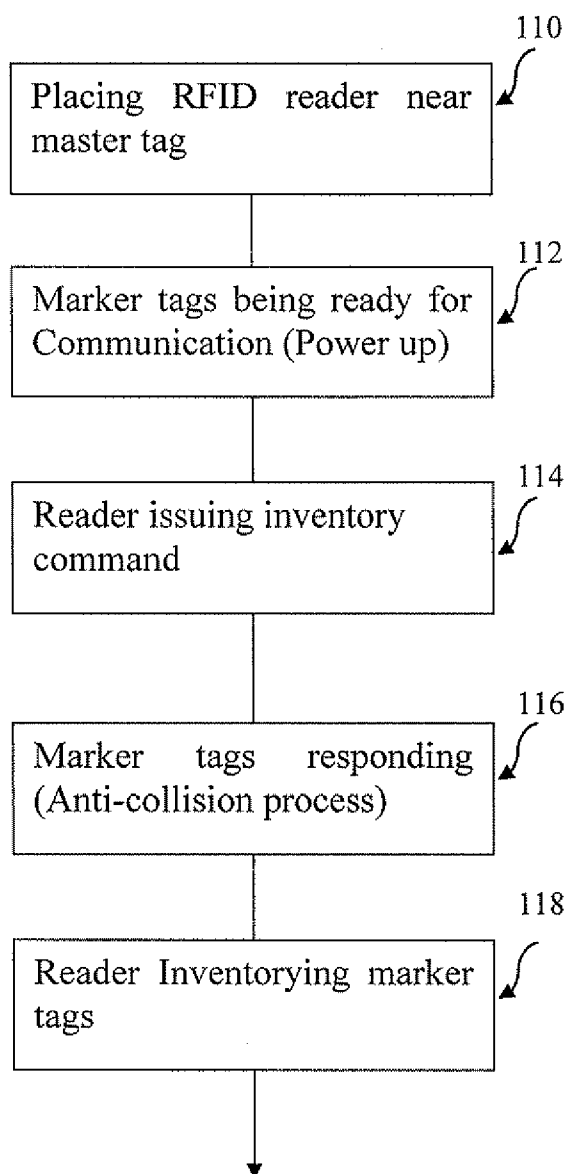 110
Placing RFID reader near
master tag
112
Marker tags being ready for
Communication (Power up)
114
Reader issuing inventory
command
116
Marker tags responding
(Anti-collision process)
118
Reader Inventorying marker
tags